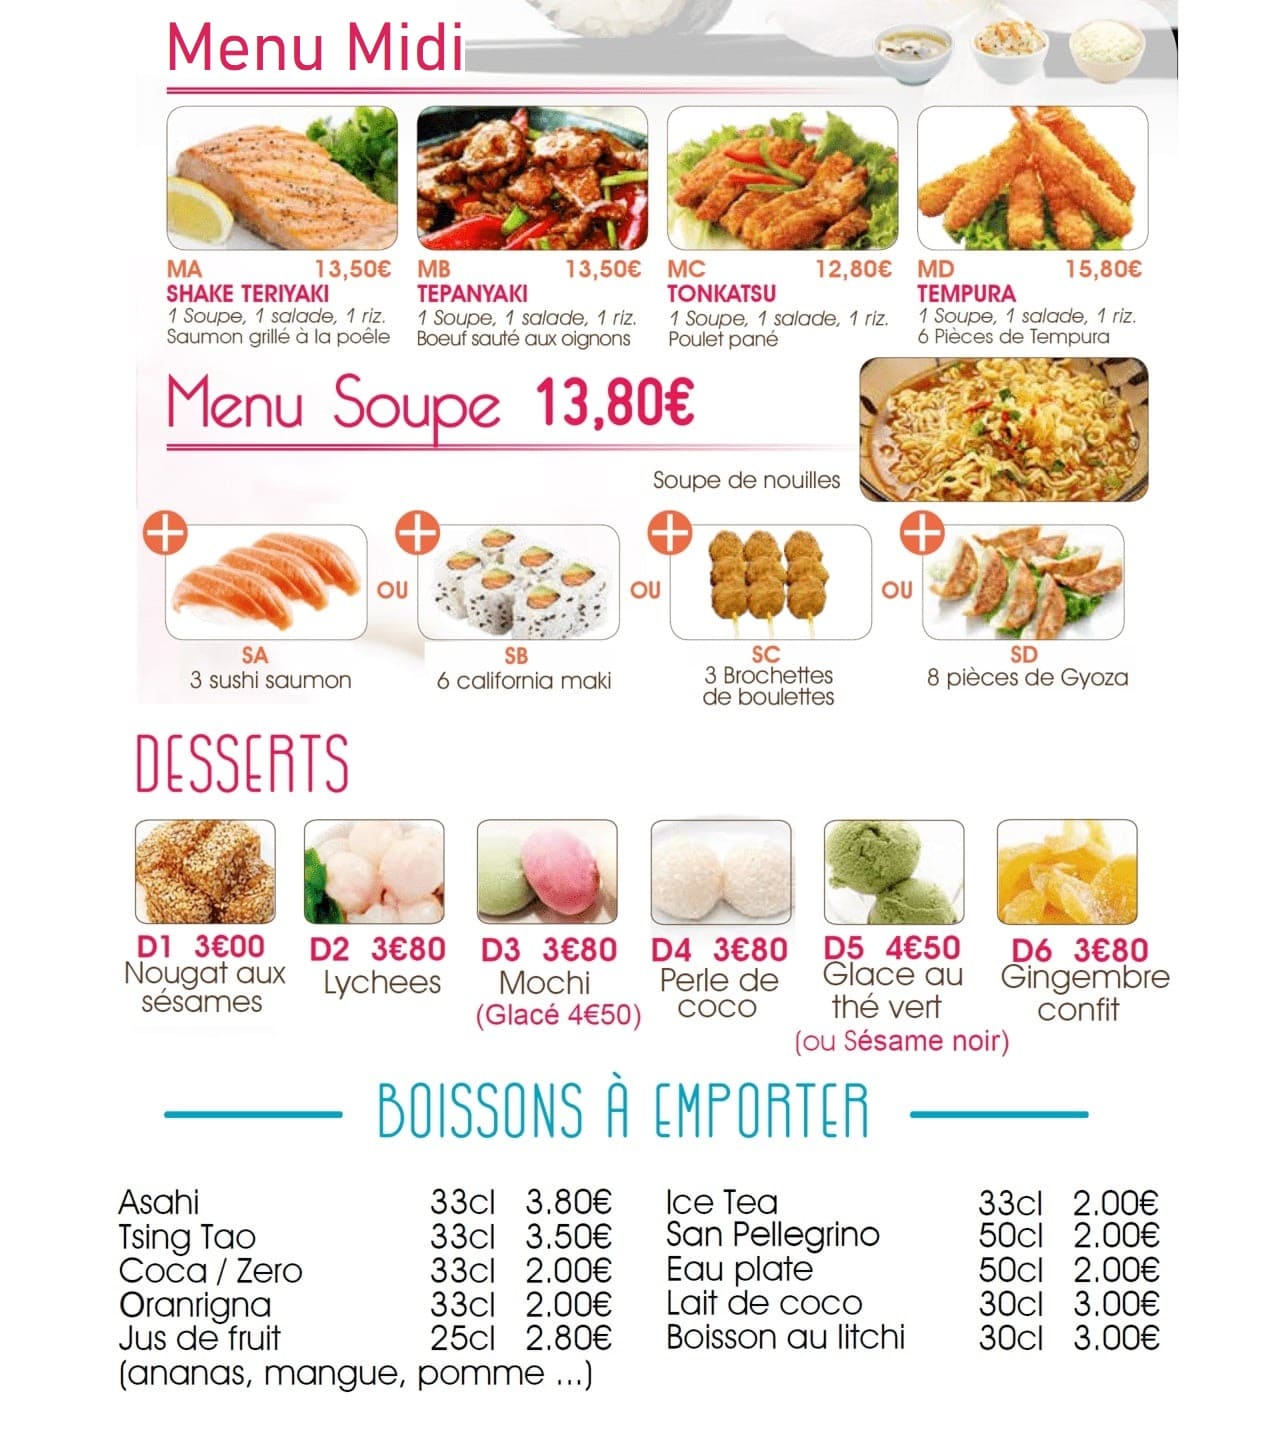 Menu Midi
MA 13,50€ MB 13,50€ MC 12,80€ MD 15,80€
SHAKE TERIYAKI TEPANYAKI TONKATSU TEMPURA
1 Soupe, 1 salade, 1 riz. 1 Soupe, 1 salade, 1 riz. 1 Soupe, 1 salade, 1 riz. 1 Soupe, 1 salade, 1 riz.
Saumon grillé à la poêle Boeuf sauté aux oignons Poulet pané 6 Pièces de Tempura
Menu Soupe 13,80€
Soupe de nouilles
OU OU OU
SA SB SC SD
3 sushi saumon 6 california maki 3 Brochettes 8 pièces de Gyoza
de boulettes
DESSERTS
D1 3€00 D2 3€80 D3 3€80 D4 3€80 D5 4€50 D6 3€80
Nougat aux Lychees Mochi Perle de Glace au Gingembre
sésames (Glacé 4€50) coco thé vert confit
(ou Sésame noir)
BOISSONS À EMPORTER
Asahi 33cl 3.80€ Ice Tea 33cl 2.00€
Tsing Tao 33cl 3.50€ San Pellegrino 50cl 2.00€
Coca / Zero 33cl 2.00€ Eau plate 50cl 2.00€
Oranrigna 33cl 2.00€ Lait de coco 30cl 3.00€
Jus de fruit 25cl 2.80€ Boisson au litchi 30cl 3.00€
(ananas, mangue, pomme ...)